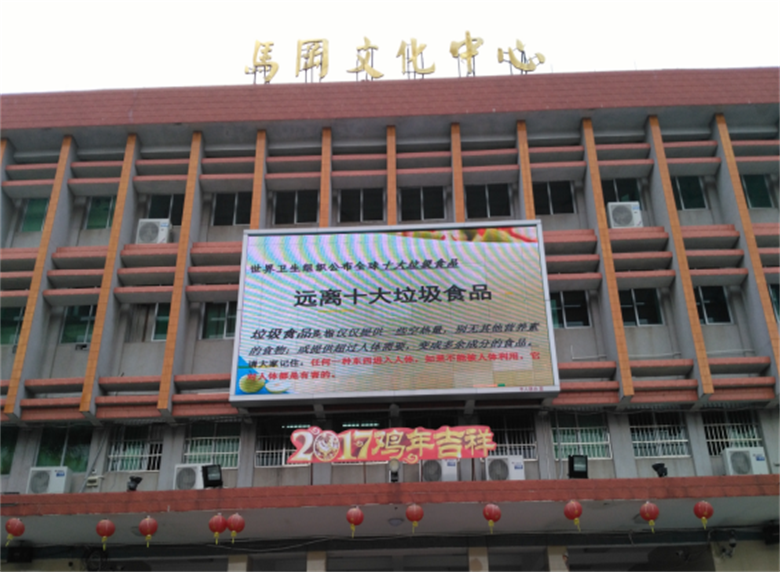 馬岡文化中心
世界卫生组织公布全球十大垃圾食品
远离十大垃圾食品
垃圾食品是指仅仅提供一些空热量，别无其他营养素
的食物；或提供超过人体需要，变成多余成分的食品。
请大家记住，任何一种东西进入人体，如果不能被人体利用，它
人体都是有害的。
2017鸡年吉祥